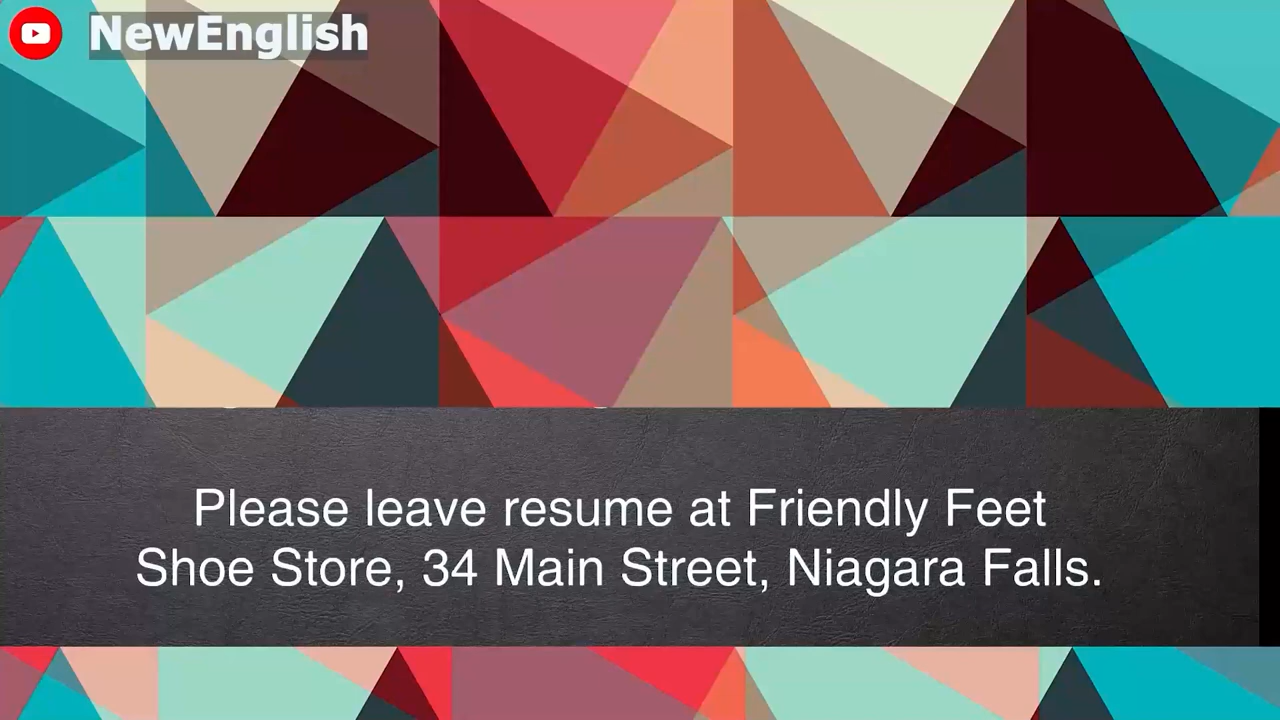 NewEnglish
Please leave resume at Friendly Feet
Shoe Store, 34 Main Street, Niagara Falls.